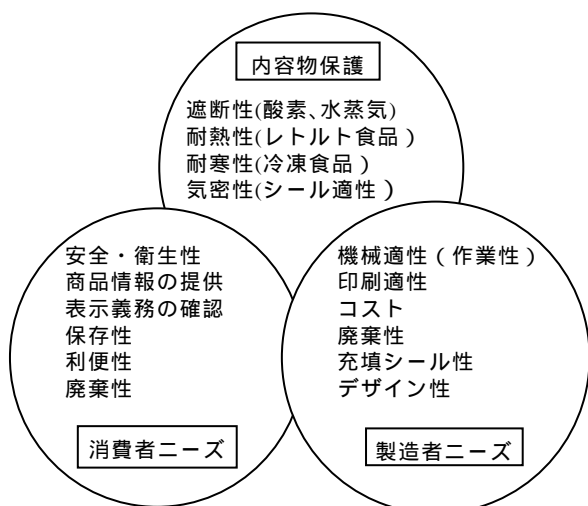 内容物保護
遮断性(酸素、水蒸気)
耐熱性(レトルト食品)
耐寒性(冷凍食品)
気密性(シール適性)
安全・衛生性
商品情報の提供
表示義務の確認
保存性
利便性
廃棄性
消費者ニーズ
機械適性(作業性)
印刷適性
コスト
廃棄性
充填シール性
デザイン性
製造者ニーズ